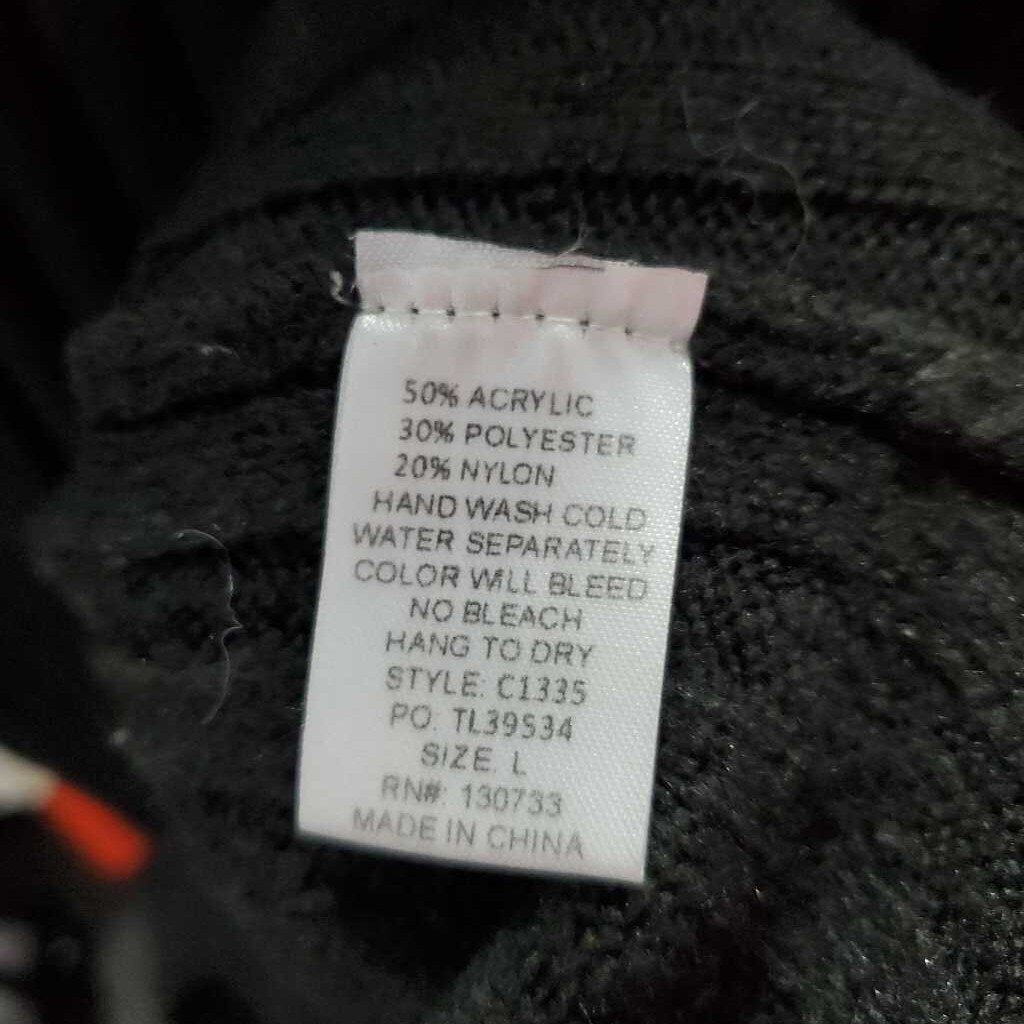 50% ACRYLIC
30% POLYESTER
20% NYLON
HAND WASH COLD
WATER SEPARATELY
COLOR WILL BLEED
NO BLEACH
HANG TO DRY
STYLE: C1335
PO: TL39534
SIZE: L
RN#: 130733
MADE IN CHINA